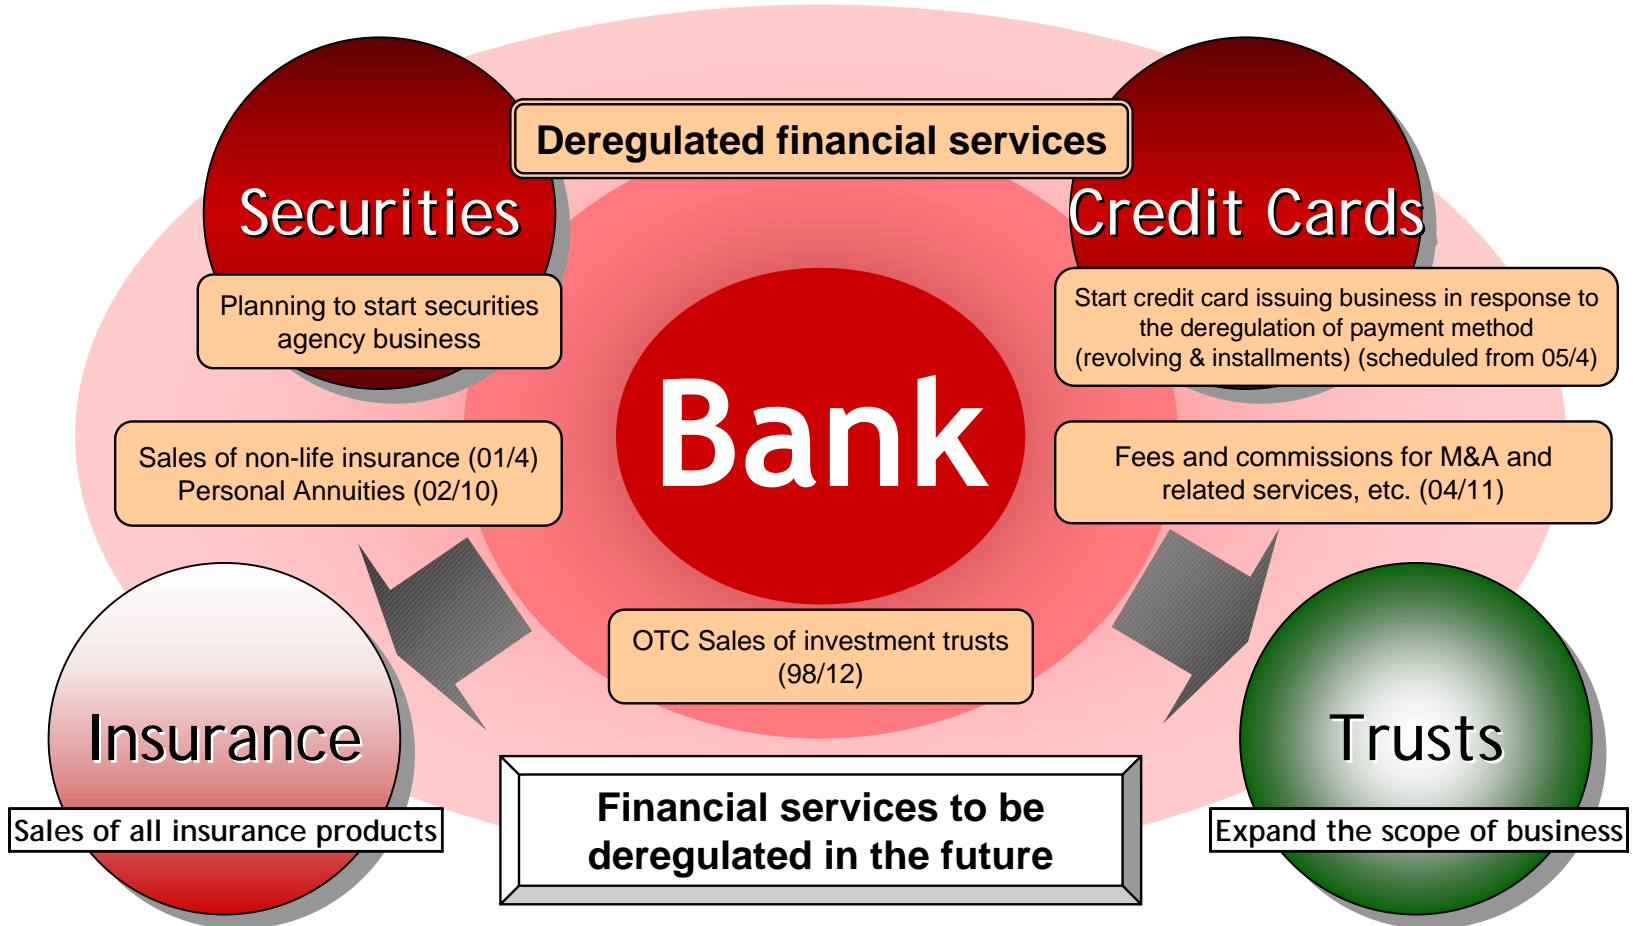 Deregulated financial services
Securities
Planning to start securities
agency business
Credit Cards
Start credit card issuing business in response to
the deregulation of payment method
(revolving & installments) (scheduled from 05/4)
Bank
Sales of non-life insurance (01/4)
Personal Annuities (02/10)
Fees and commissions for M&A and
related services, etc. (04/11)
OTC Sales of investment trusts
(98/12)
Insurance
Sales of all insurance products
Trusts
Expand the scope of business
Financial services to be
deregulated in the future